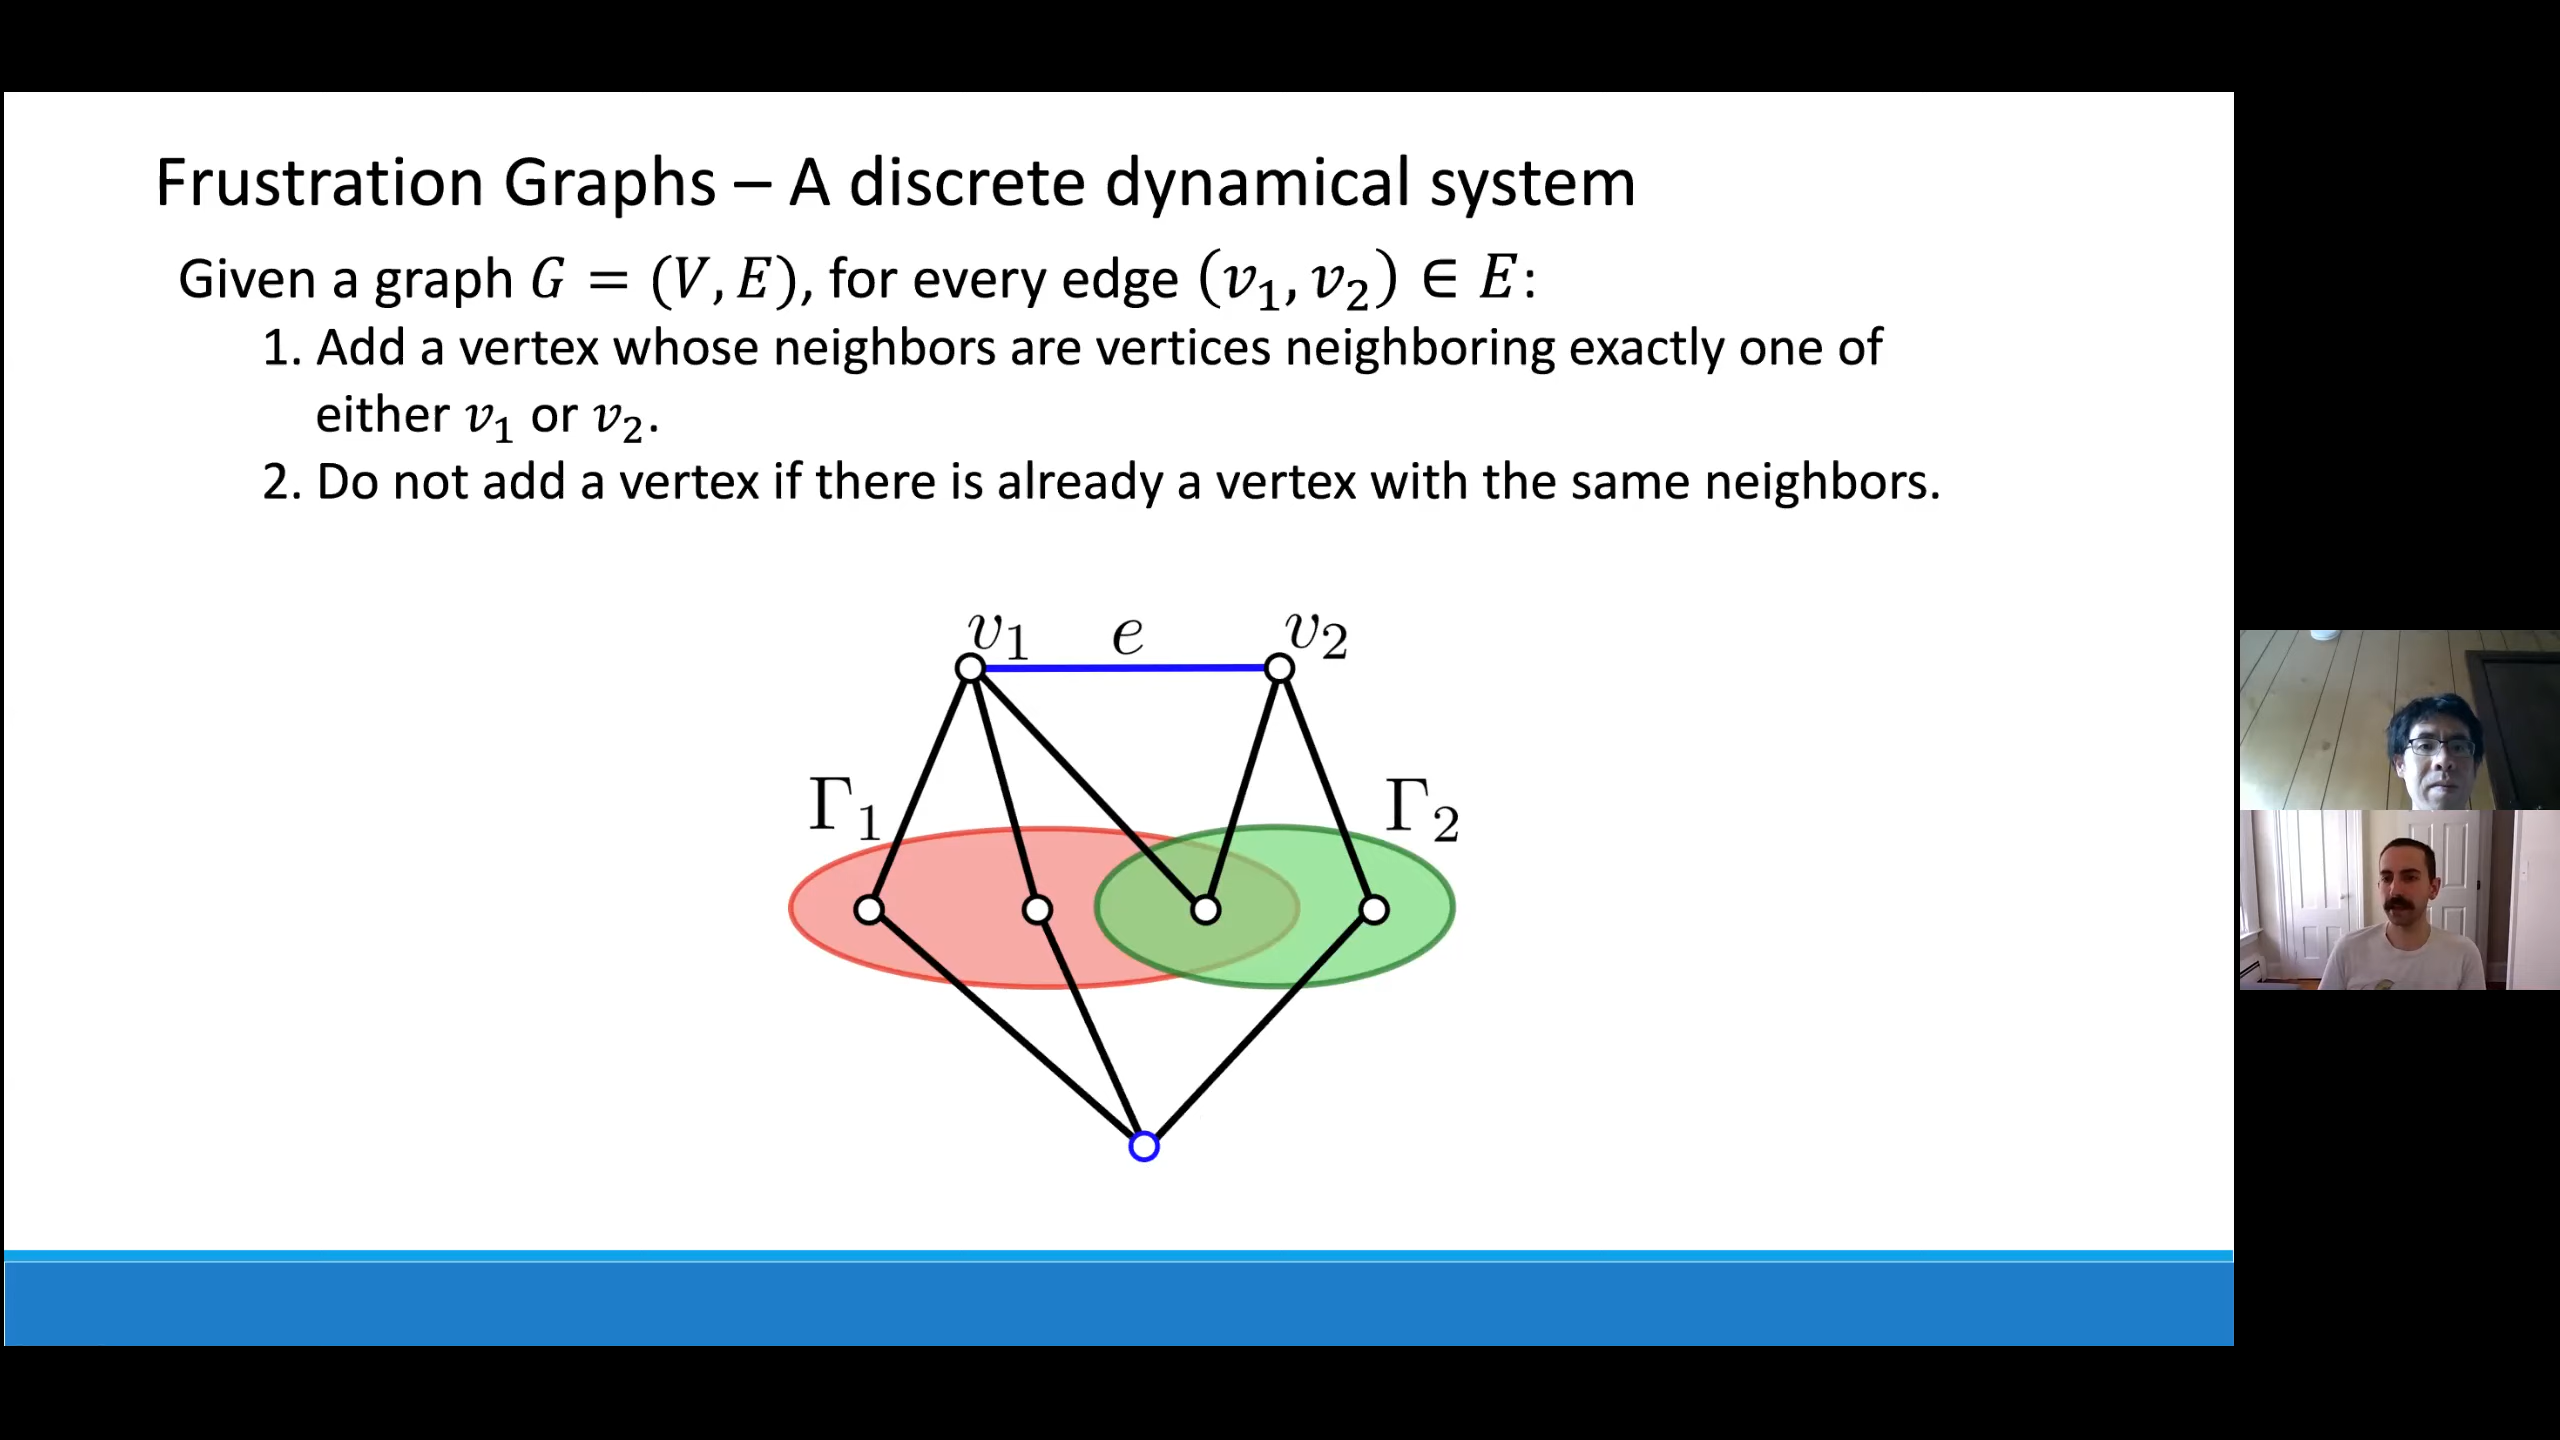 Frustration Graphs – A discrete dynamical system
Given a graph G = (V, E), for every edge (v₁, v₂) ∈ E:
1. Add a vertex whose neighbors are vertices neighboring exactly one of
either v₁ or v₂.
2. Do not add a vertex if there is already a vertex with the same neighbors.
v₁ e v₂
Γ₁ Γ₂